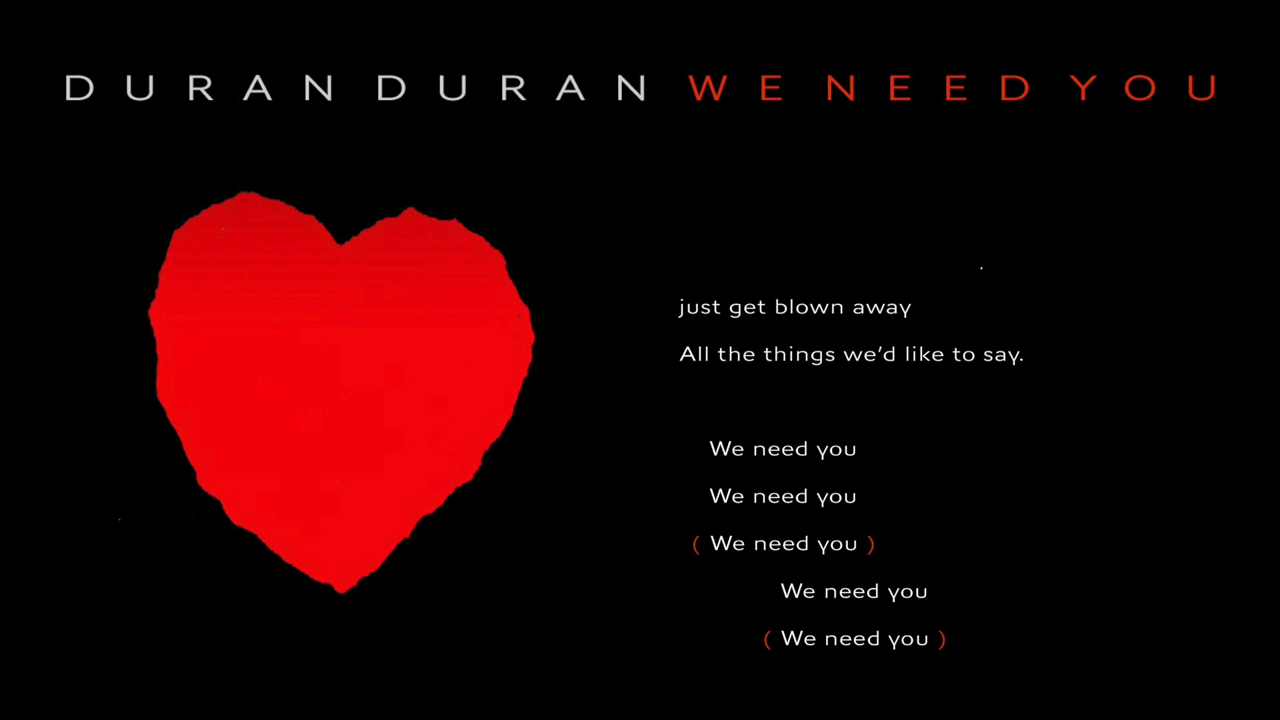 DURAN DURAN WE NEED YOU
just get blown away
All the things we’d like to say.
We need you
We need you
( We need you )
We need you
( We need you )